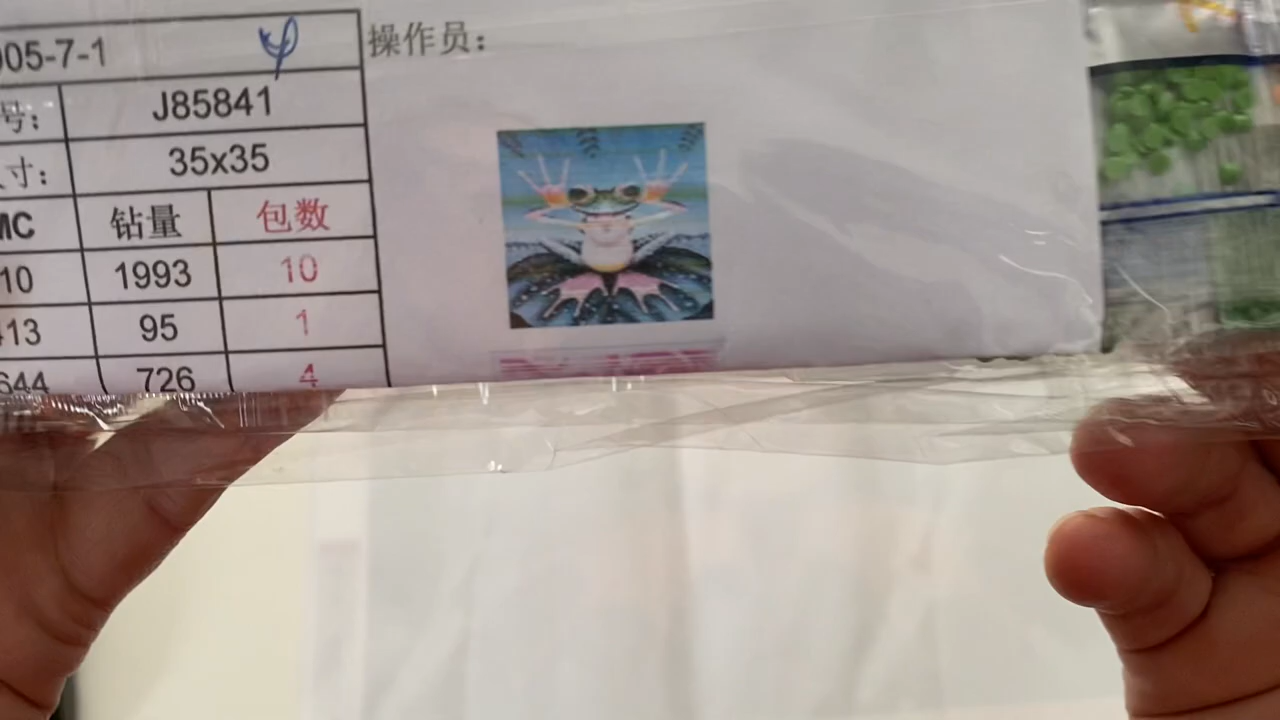 005-7-1
操作员：
号： J85841
寸： 35x35
MC 钻量 包数
10 1993 10
413 95 1
644 726 4